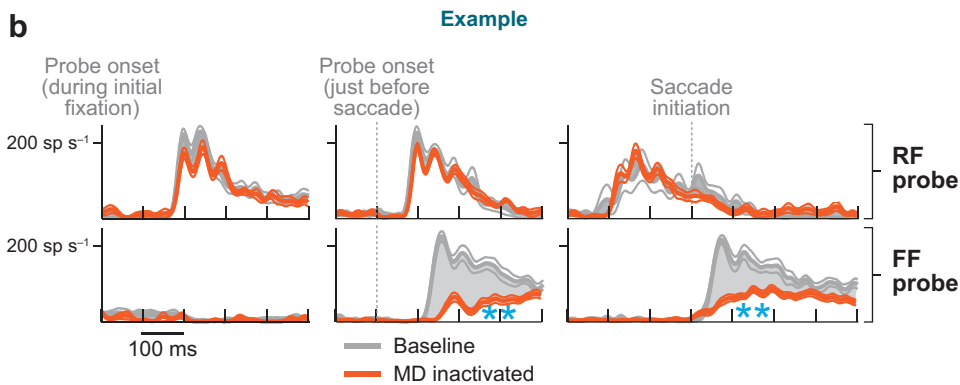 b
Example
Probe onset
(during initial
fixation)
Probe onset
(just before
saccade)
Saccade
initiation
200 sp s⁻¹
RF
probe
200 sp s⁻¹
FF
probe
**
**
100 ms
Baseline
MD inactivated